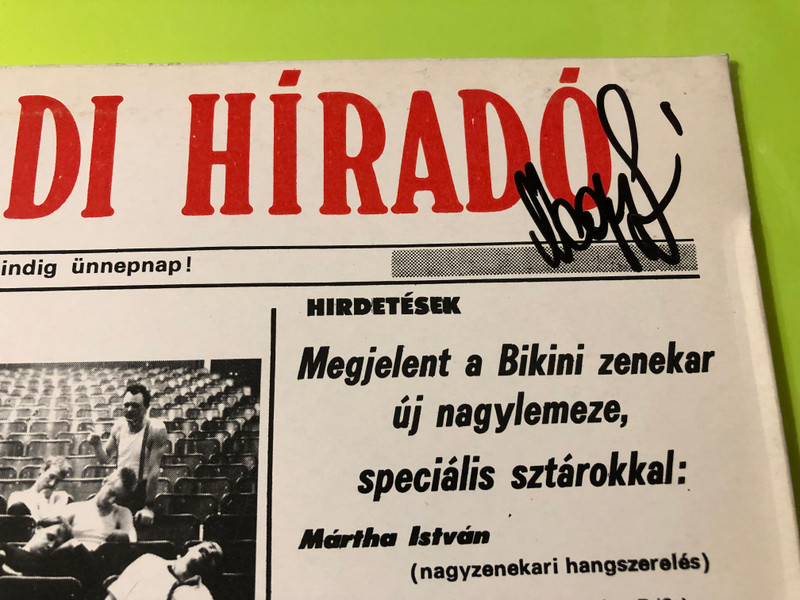 DI HÍRADÓ
indig ünnepnap!
HIRDETÉSEK
Megjelent a Bikini zenekar
új nagylemeze,
speciális sztárokkal:
Mártha István
(nagyzenekari hangszerelés)